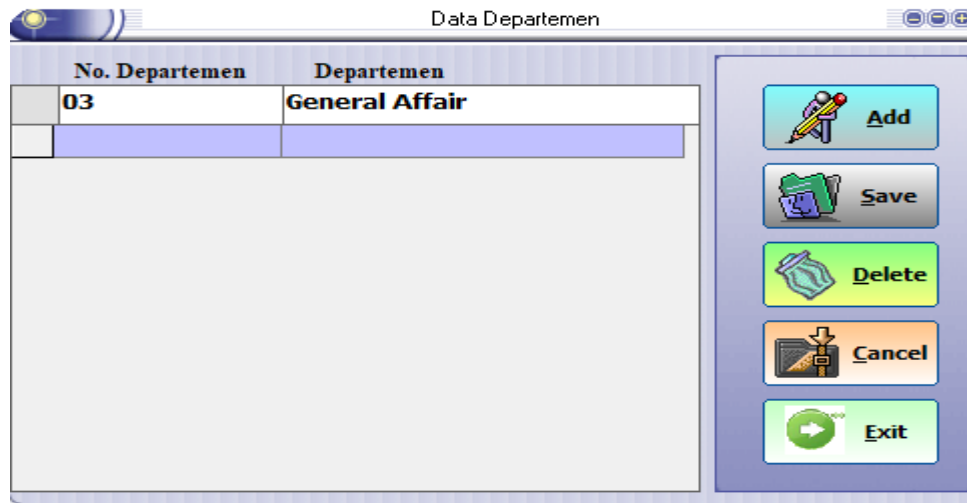 Data Departemen
No. Departemen Departemen
03 General Affair
Add
Save
Delete
Cancel
Exit